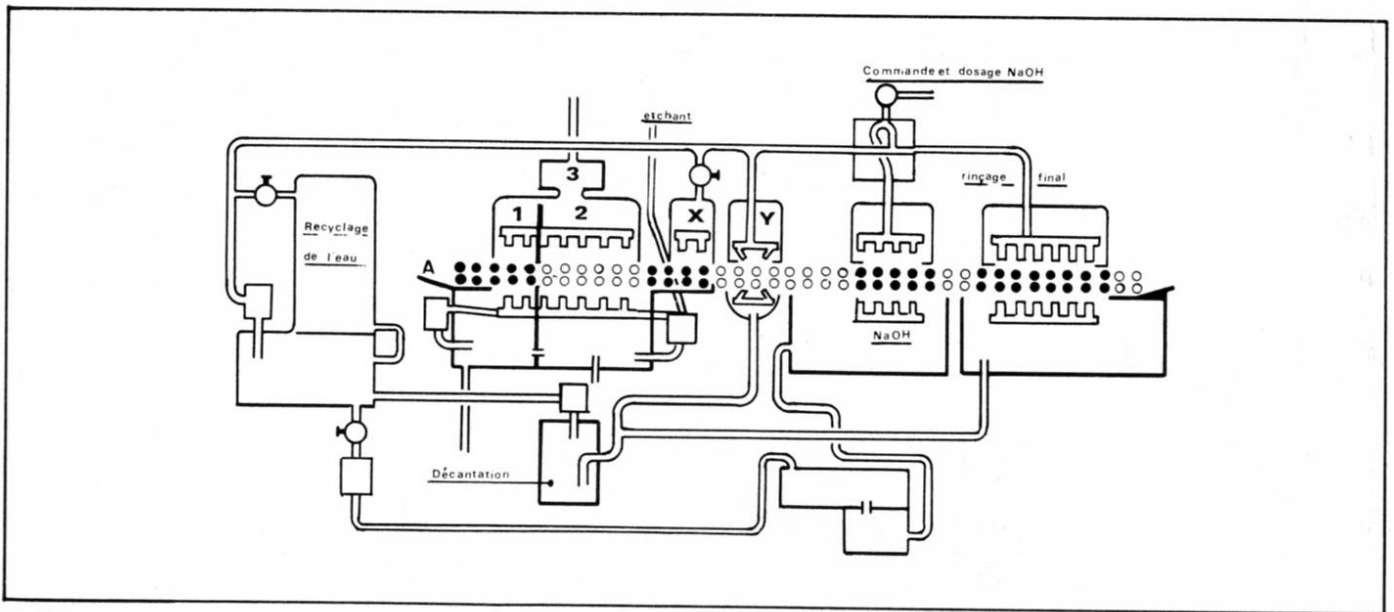 Commande et dosage NaOH
etchant
3
rinçage final
1 2 X Y
Recyclage
de l'eau
A
NaOH
Décantation